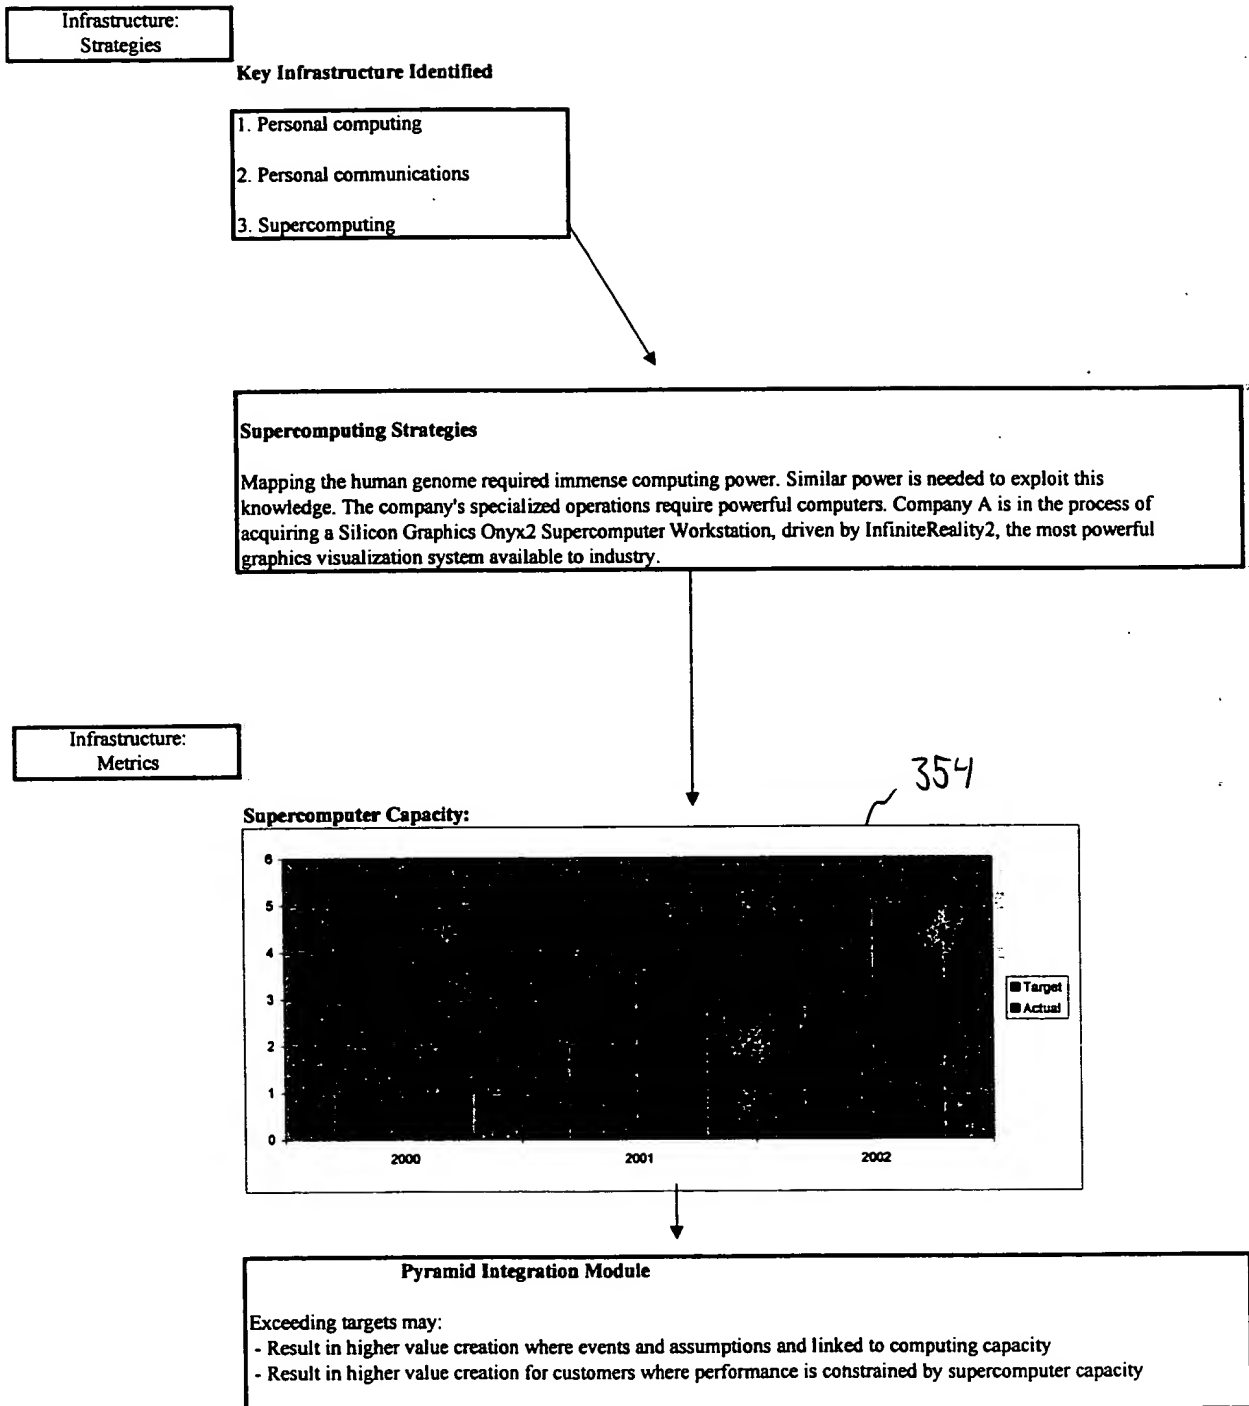 Infrastructure:
Strategies
Key Infrastructure Identified
1. Personal computing
2. Personal communications
3. Supercomputing
Supercomputing Strategies
Mapping the human genome required immense computing power. Similar power is needed to exploit this
knowledge. The company's specialized operations require powerful computers. Company A is in the process of
acquiring a Silicon Graphics Onyx2 Supercomputer Workstation, driven by InfiniteReality2, the most powerful
graphics visualization system available to industry.
Infrastructure:
Metrics
354
Supercomputer Capacity:
6
5
4
3
2
1
0
2000 2001 2002
Target
Actual
Pyramid Integration Module
Exceeding targets may:
- Result in higher value creation where events and assumptions and linked to computing capacity
- Result in higher value creation for customers where performance is constrained by supercomputer capacity